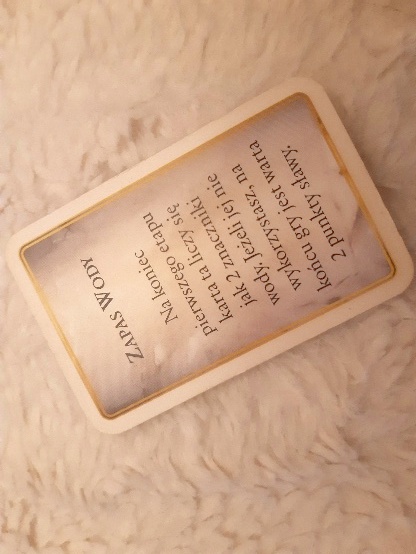 ZAPAS WODY
Na koniec
pierwszego etapu
karta ta liczy się
jak 2 znaczniki
wody. Jeżeli jej nie
wykorzystasz, na
końcu gry jest warta
2 punkty sławy.